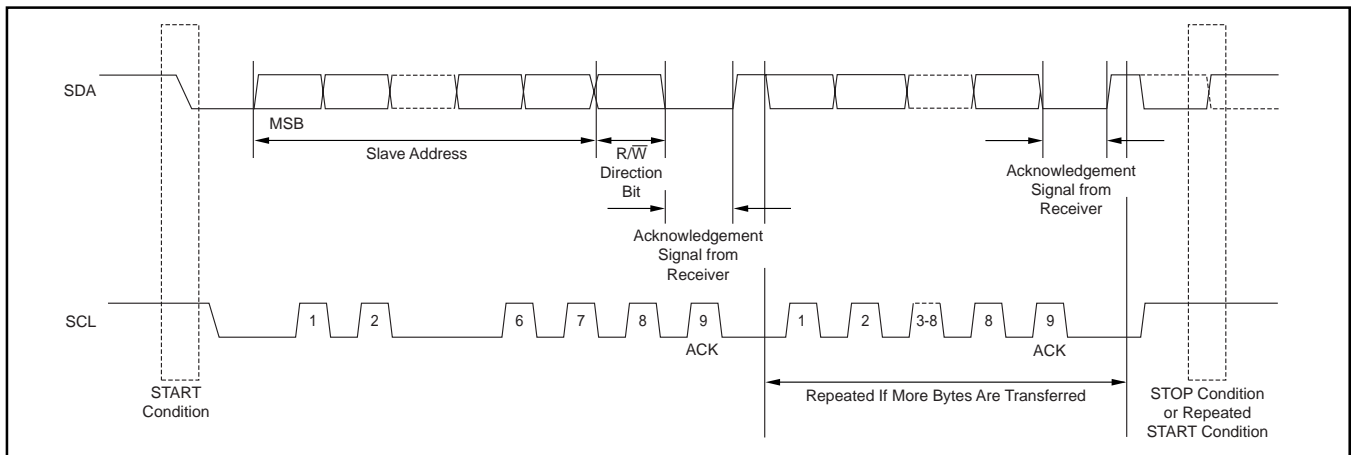 SDA
MSB
Slave Address
R/W̅
Direction
Bit
Acknowledgement
Signal from
Receiver
Acknowledgement
Signal from
Receiver
SCL
1
2
6
7
8
9
ACK
1
2
3-8
8
9
ACK
START
Condition
Repeated If More Bytes Are Transferred
STOP Condition
or Repeated
START Condition